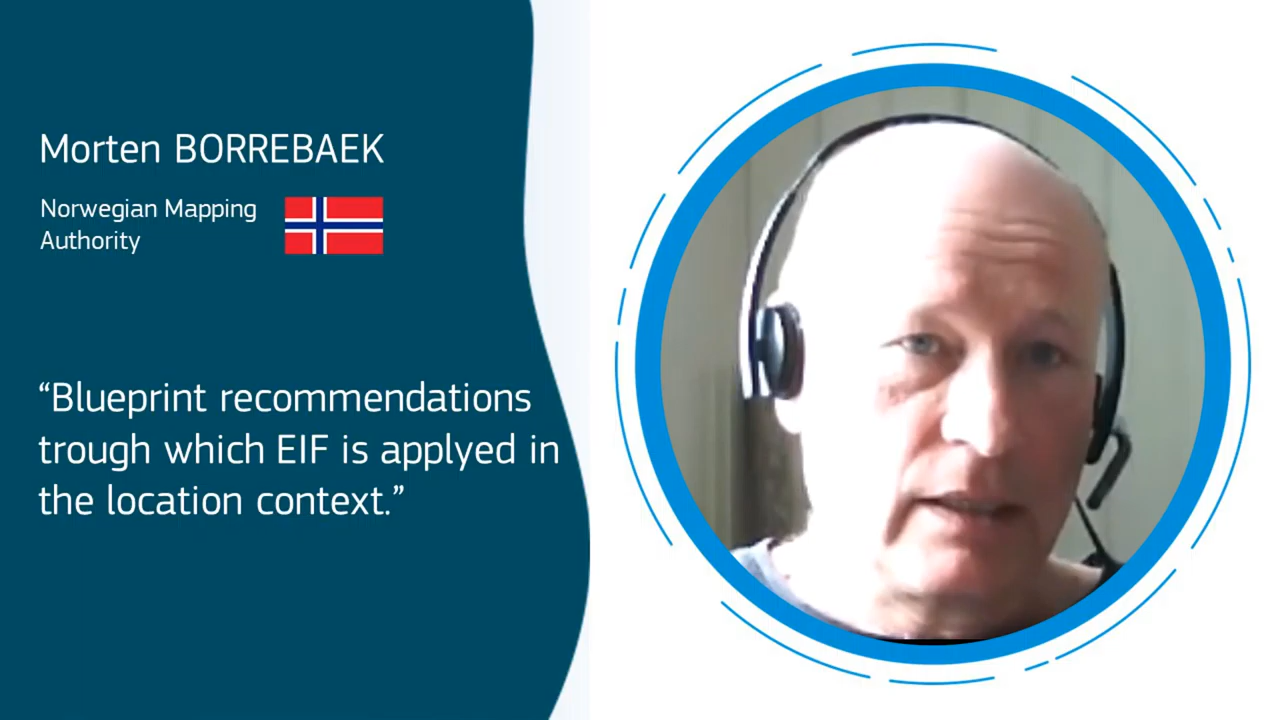 Morten BORREBAEK
Norwegian Mapping
Authority
“Blueprint recommendations
trough which EIF is applyed in
the location context.”